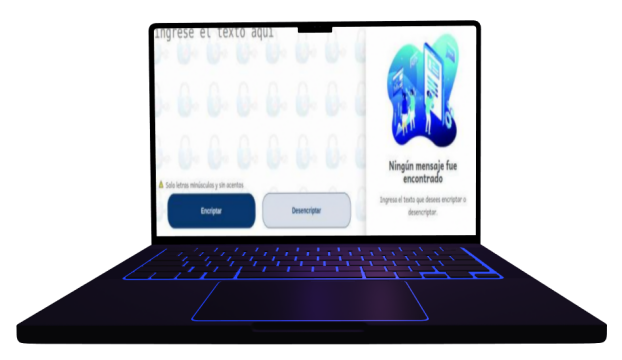 Ingrese el texto aquí
Solo letras minúsculas y sin acentos
Encriptar
Desencriptar
Ningún mensaje fue
encontrado
Ingresa el texto que desees encriptar o
desencriptar.